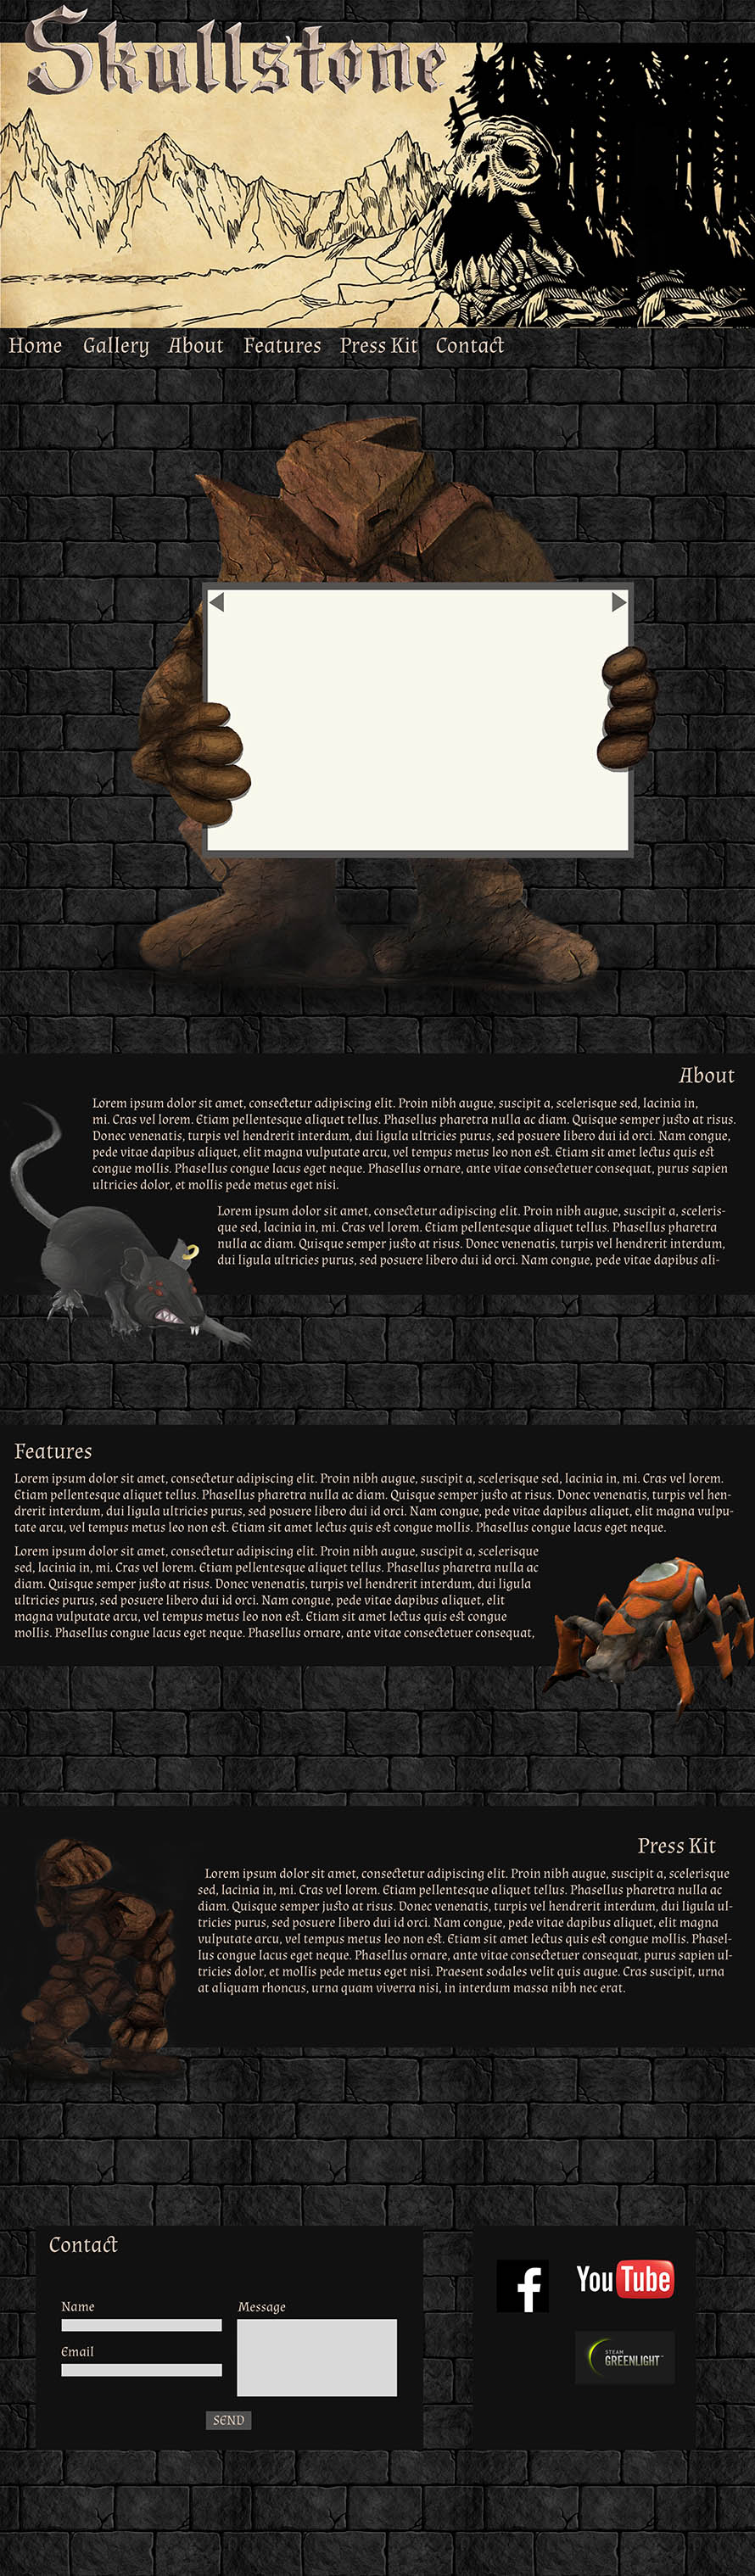 Skullstone
Home Gallery About Features Press Kit Contact
About
Lorem ipsum dolor sit amet, consectetur adipiscing elit. Proin nibh augue, suscipit a, scelerisque sed, lacinia in,
mi. Cras vel lorem. Etiam pellentesque aliquet tellus. Phasellus pharetra nulla ac diam. Quisque semper justo at risus.
Donec venenatis, turpis vel hendrerit interdum, dui ligula ultricies purus, sed posuere libero dui id orci. Nam congue,
pede vitae dapibus aliquet, elit magna vulputate arcu, vel tempus metus leo non est. Etiam sit amet lectus quis est
congue mollis. Phasellus congue lacus eget neque. Phasellus ornare, ante vitae consectetuer consequat, purus sapien
ultricies dolor, et mollis pede metus eget nisi.
Lorem ipsum dolor sit amet, consectetur adipiscing elit. Proin nibh augue, suscipit a, sceleris-
que sed, lacinia in, mi. Cras vel lorem. Etiam pellentesque aliquet tellus. Phasellus pharetra
nulla ac diam. Quisque semper justo at risus. Donec venenatis, turpis vel hendrerit interdum,
dui ligula ultricies purus, sed posuere libero dui id orci. Nam congue, pede vitae dapibus ali-
Features
Lorem ipsum dolor sit amet, consectetur adipiscing elit. Proin nibh augue, suscipit a, scelerisque sed, lacinia in, mi. Cras vel lorem.
Etiam pellentesque aliquet tellus. Phasellus pharetra nulla ac diam. Quisque semper justo at risus. Donec venenatis, turpis vel hen-
drerit interdum, dui ligula ultricies purus, sed posuere libero dui id orci. Nam congue, pede vitae dapibus aliquet, elit magna vulpu-
tate arcu, vel tempus metus leo non est. Etiam sit amet lectus quis est congue mollis. Phasellus congue lacus eget neque.
Lorem ipsum dolor sit amet, consectetur adipiscing elit. Proin nibh augue, suscipit a, scelerisque
sed, lacinia in, mi. Cras vel lorem. Etiam pellentesque aliquet tellus. Phasellus pharetra nulla ac
diam. Quisque semper justo at risus. Donec venenatis, turpis vel hendrerit interdum, dui ligula
ultricies purus, sed posuere libero dui id orci. Nam congue, pede vitae dapibus aliquet, elit
magna vulputate arcu, vel tempus metus leo non est. Etiam sit amet lectus quis est congue
mollis. Phasellus congue lacus eget neque. Phasellus ornare, ante vitae consectetuer consequat,
Press Kit
Lorem ipsum dolor sit amet, consectetur adipiscing elit. Proin nibh augue, suscipit a, scelerisque
sed, lacinia in, mi. Cras vel lorem. Etiam pellentesque aliquet tellus. Phasellus pharetra nulla ac
diam. Quisque semper justo at risus. Donec venenatis, turpis vel hendrerit interdum, dui ligula ul-
tricies purus, sed posuere libero dui id orci. Nam congue, pede vitae dapibus aliquet, elit magna
vulputate arcu, vel tempus metus leo non est. Etiam sit amet lectus quis est congue mollis. Phasel-
lus congue lacus eget neque. Phasellus ornare, ante vitae consectetuer consequat, purus sapien ul-
tricies dolor, et mollis pede metus eget nisi. Praesent sodales velit quis augue. Cras suscipit, urna
at aliquam rhoncus, urna quam viverra nisi, in interdum massa nibh nec erat.
Contact
Name
Email
Message
SEND
f
YouTube
STEAM
GREENLIGHT™